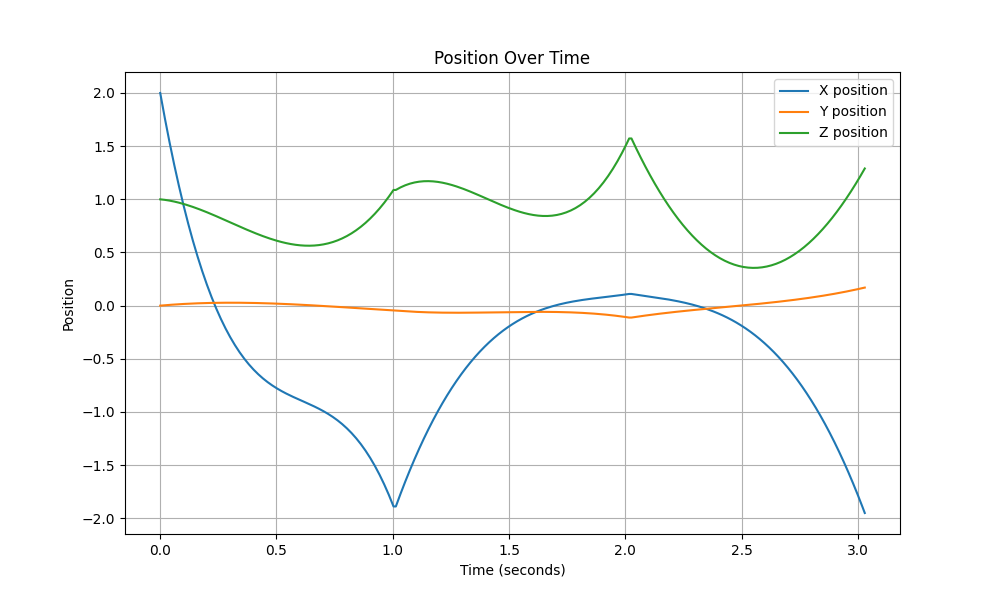 Position Over Time
X position
Y position
Z position
2.0
1.5
1.0
0.5
0.0
−0.5
−1.0
−1.5
−2.0
Position
0.0 0.5 1.0 1.5 2.0 2.5 3.0
Time (seconds)